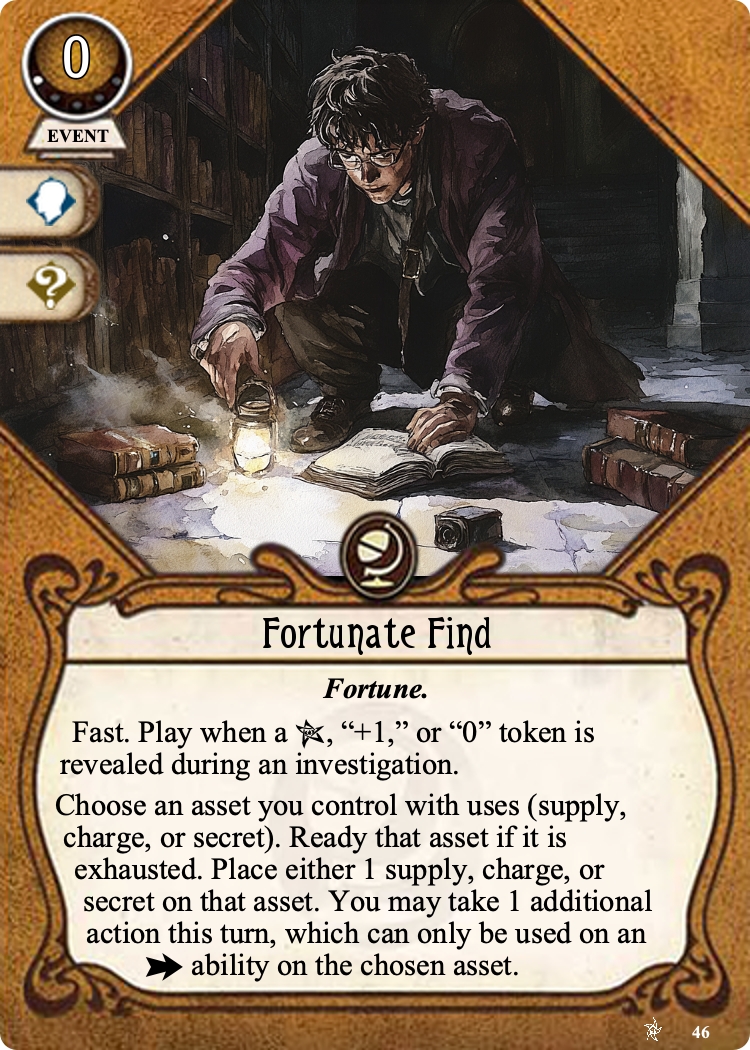 0
EVENT
?
Fortunate Find
Fortune.
Fast. Play when a , “+1,” or “0” token is
revealed during an investigation.
Choose an asset you control with uses (supply,
charge, or secret). Ready that asset if it is
exhausted. Place either 1 supply, charge, or
secret on that asset. You may take 1 additional
action this turn, which can only be used on an
ability on the chosen asset.
46